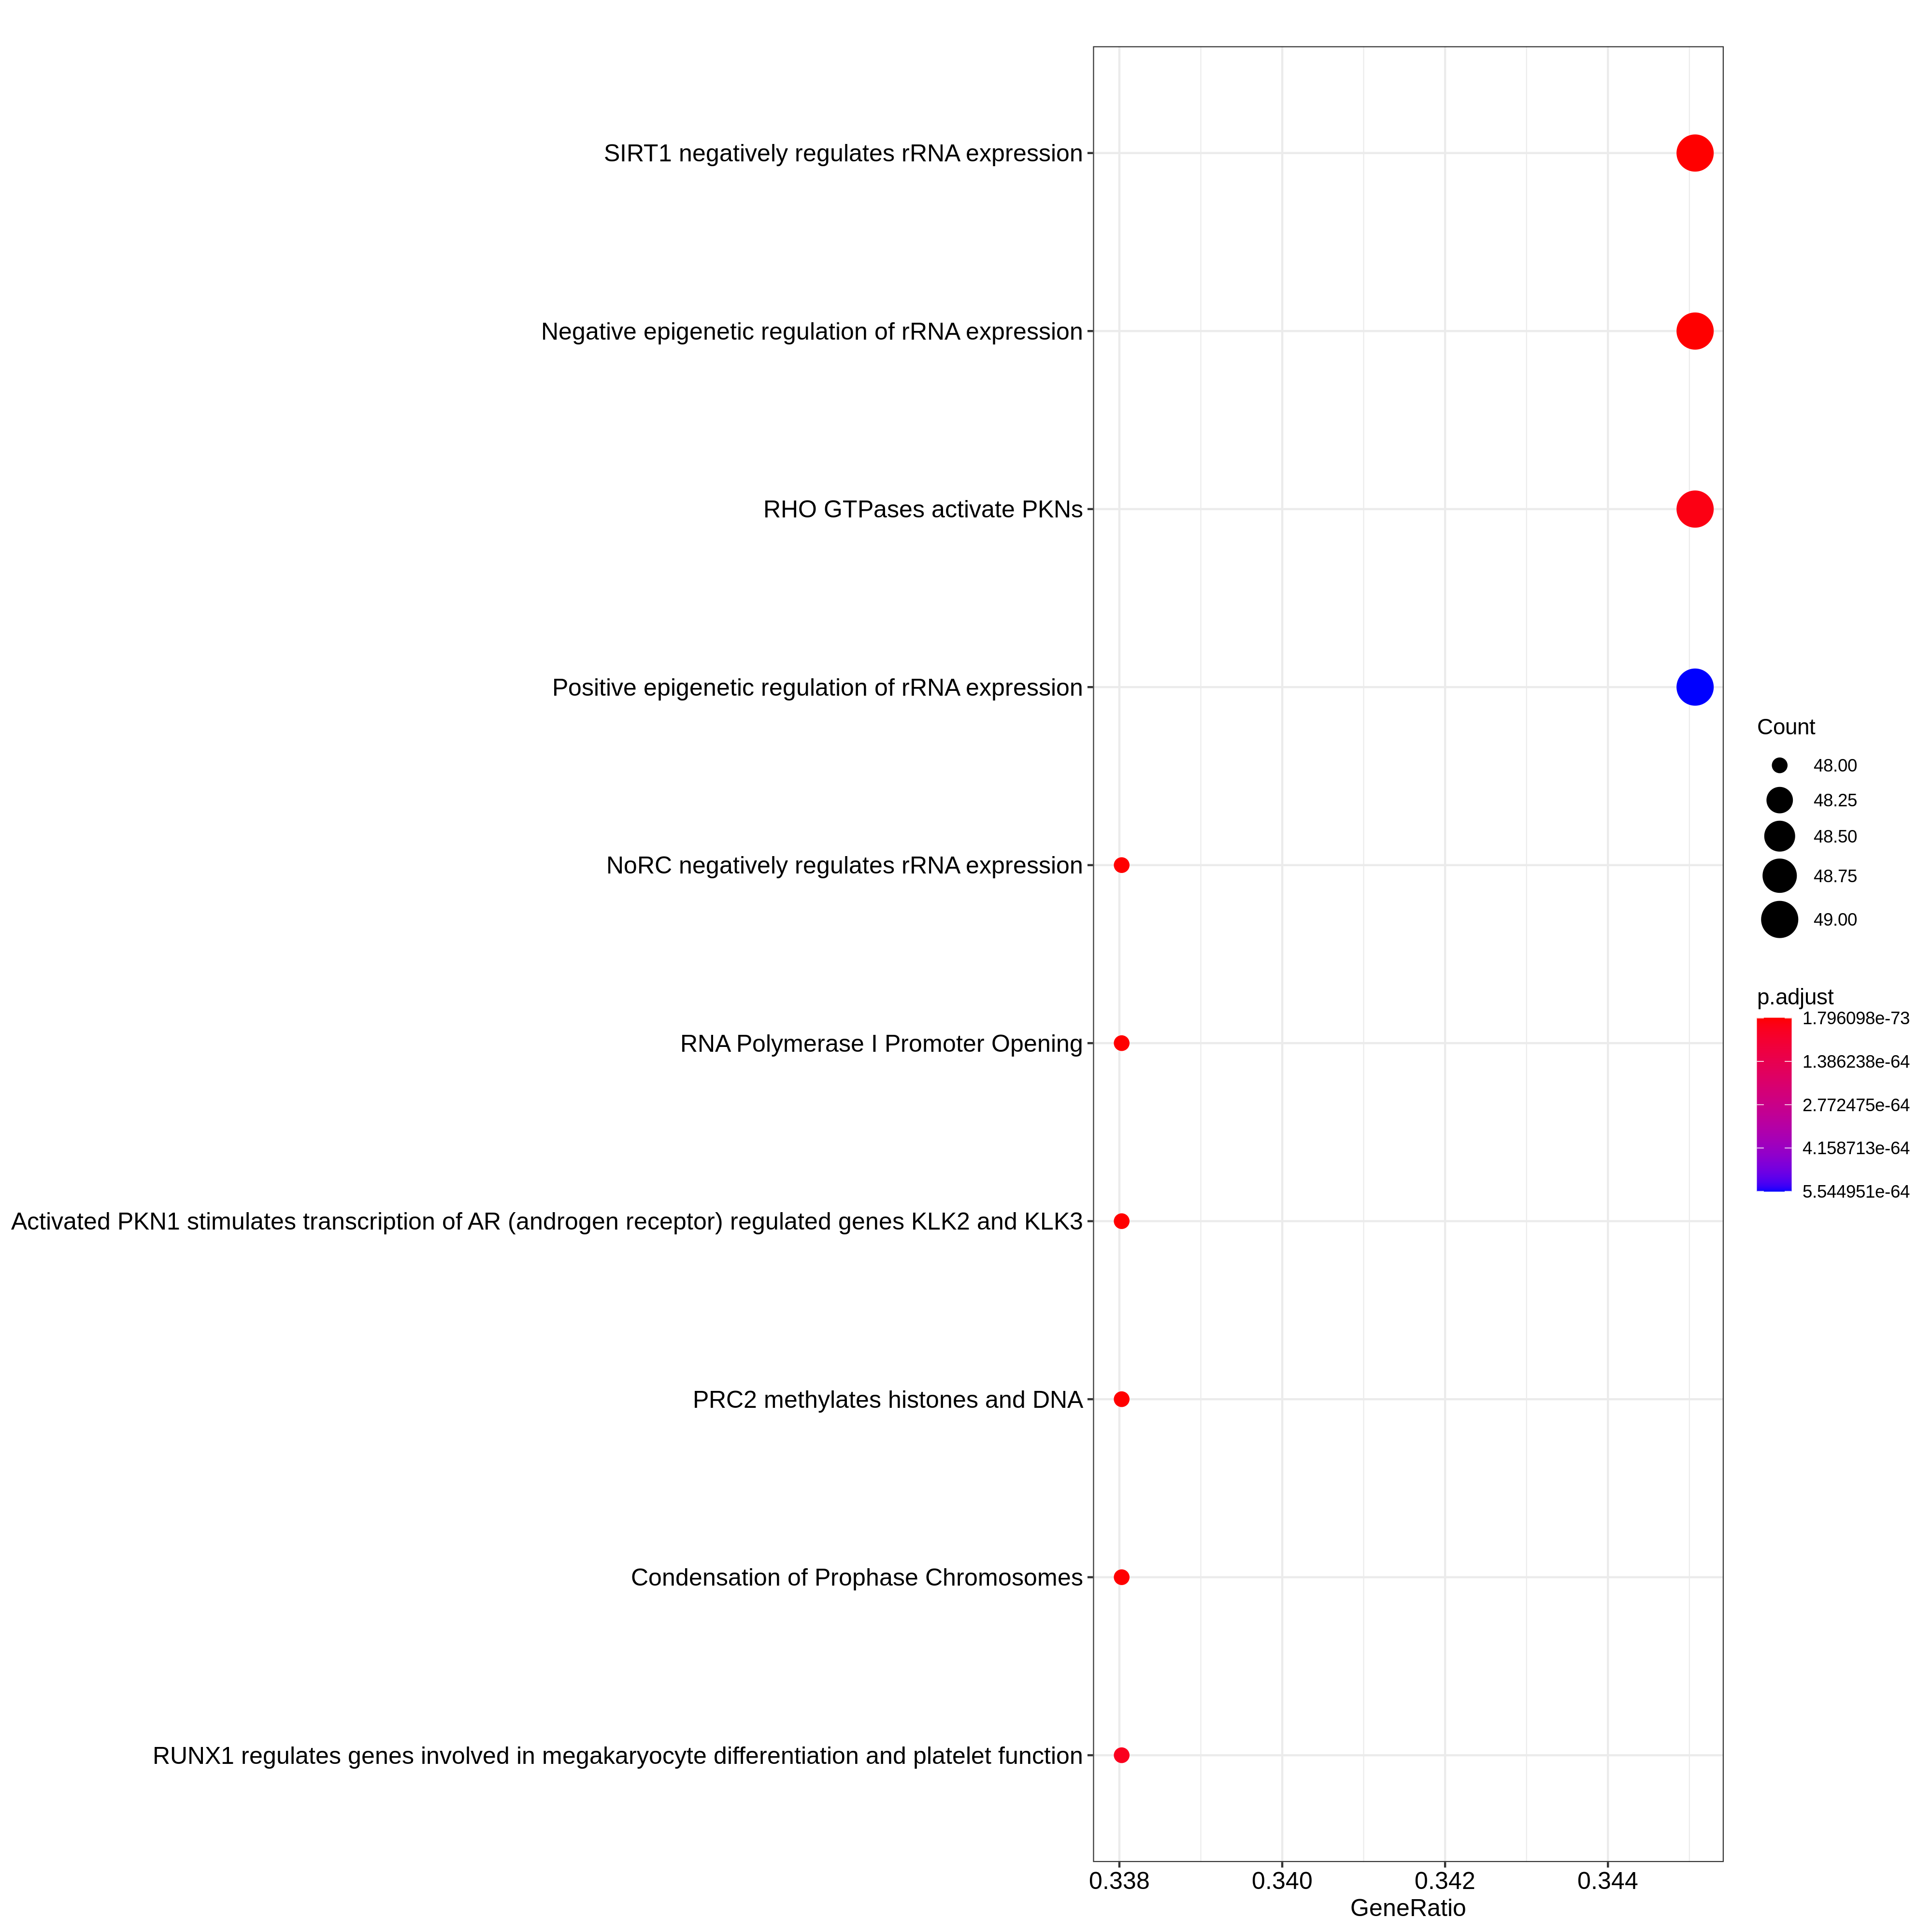 SIRT1 negatively regulates rRNA expression
Negative epigenetic regulation of rRNA expression
RHO GTPases activate PKNs
Positive epigenetic regulation of rRNA expression
NoRC negatively regulates rRNA expression
RNA Polymerase I Promoter Opening
Activated PKN1 stimulates transcription of AR (androgen receptor) regulated genes KLK2 and KLK3
PRC2 methylates histones and DNA
Condensation of Prophase Chromosomes
RUNX1 regulates genes involved in megakaryocyte differentiation and platelet function
0.338 0.340 0.342 0.344
GeneRatio
Count
48.00
48.25
48.50
48.75
49.00
p.adjust
1.796098e-73
1.386238e-64
2.772475e-64
4.158713e-64
5.544951e-64